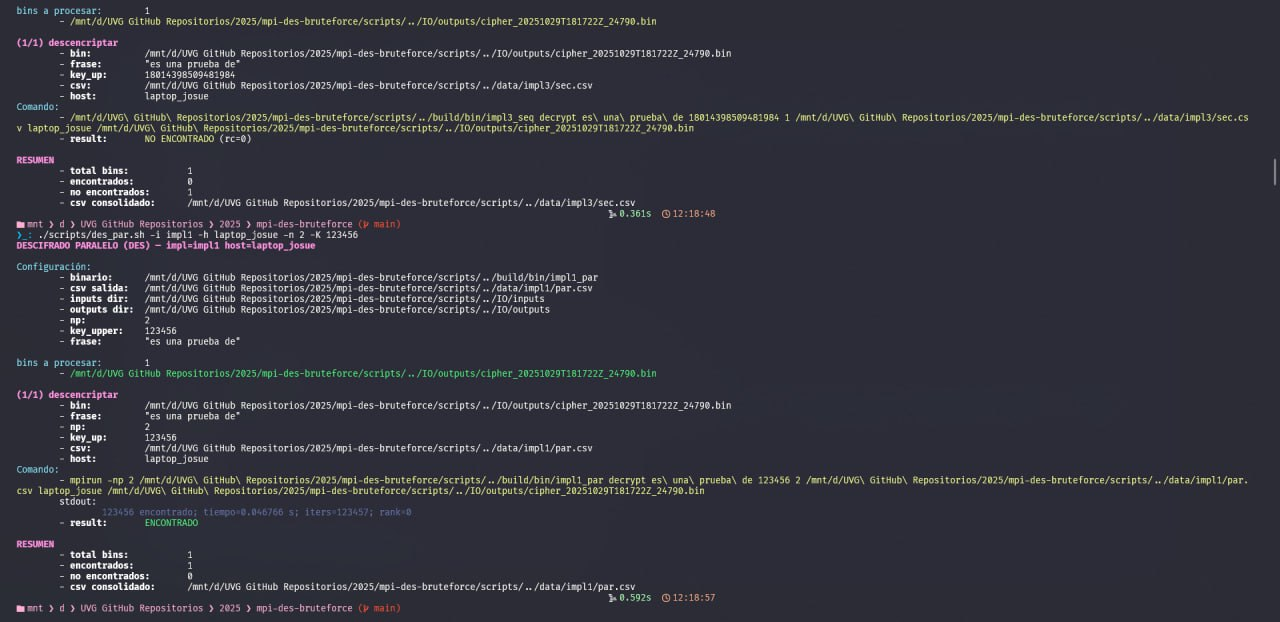 bins a procesar: 1
- /mnt/d/UVG GitHub Repositorios/2025/mpi-des-bruteforce/scripts/../IO/outputs/cipher_20251029T181722Z_24790.bin
(1/1) descencriptar
- bin: /mnt/d/UVG GitHub Repositorios/2025/mpi-des-bruteforce/scripts/../IO/outputs/cipher_20251029T181722Z_24790.bin
- frase: "es una prueba de"
- key_up: 18014398509481984
- csv: /mnt/d/UVG GitHub Repositorios/2025/mpi-des-bruteforce/scripts/../data/impl3/sec.csv
- host: laptop_josue
Comando:
- /mnt/d/UVG\ GitHub\ Repositorios/2025/mpi-des-bruteforce/scripts/../build/bin/impl3_seq decrypt es\ una\ prueba\ de 18014398509481984 1 /mnt/d/UVG\ GitHub\ Repositorios/2025/mpi-des-bruteforce/scripts/../data/impl3/sec.cs
v laptop_josue /mnt/d/UVG\ GitHub\ Repositorios/2025/mpi-des-bruteforce/scripts/../IO/outputs/cipher_20251029T181722Z_24790.bin
- result: NO ENCONTRADO (rc=0)
RESUMEN
- total bins: 1
- encontrados: 0
- no encontrados: 1
- csv consolidado: /mnt/d/UVG GitHub Repositorios/2025/mpi-des-bruteforce/scripts/../data/impl3/sec.csv
0.361s 12:18:48
mnt ❯ d ❯ UVG GitHub Repositorios ❯ 2025 ❯ mpi-des-bruteforce (main)
❯_: ./scripts/des_par.sh -i impl1 -h laptop_josue -n 2 -K 123456
DESCIFRADO PARALELO (DES) — impl=impl1 host=laptop_josue
Configuración:
- binario: /mnt/d/UVG GitHub Repositorios/2025/mpi-des-bruteforce/scripts/../build/bin/impl1_par
- csv salida: /mnt/d/UVG GitHub Repositorios/2025/mpi-des-bruteforce/scripts/../data/impl1/par.csv
- inputs dir: /mnt/d/UVG GitHub Repositorios/2025/mpi-des-bruteforce/scripts/../IO/inputs
- outputs dir: /mnt/d/UVG GitHub Repositorios/2025/mpi-des-bruteforce/scripts/../IO/outputs
- np: 2
- key_upper: 123456
- frase: "es una prueba de"
bins a procesar: 1
- /mnt/d/UVG GitHub Repositorios/2025/mpi-des-bruteforce/scripts/../IO/outputs/cipher_20251029T181722Z_24790.bin
(1/1) descencriptar
- bin: /mnt/d/UVG GitHub Repositorios/2025/mpi-des-bruteforce/scripts/../IO/outputs/cipher_20251029T181722Z_24790.bin
- frase: "es una prueba de"
- np: 2
- key_up: 123456
- csv: /mnt/d/UVG GitHub Repositorios/2025/mpi-des-bruteforce/scripts/../data/impl1/par.csv
- host: laptop_josue
Comando:
- mpirun -np 2 /mnt/d/UVG\ GitHub\ Repositorios/2025/mpi-des-bruteforce/scripts/../build/bin/impl1_par decrypt es\ una\ prueba\ de 123456 2 /mnt/d/UVG\ GitHub\ Repositorios/2025/mpi-des-bruteforce/scripts/../data/impl1/par.
csv laptop_josue /mnt/d/UVG\ GitHub\ Repositorios/2025/mpi-des-bruteforce/scripts/../IO/outputs/cipher_20251029T181722Z_24790.bin
stdout:
123456 encontrado; tiempo=0.046766 s; iters=123457; rank=0
- result: ENCONTRADO
RESUMEN
- total bins: 1
- encontrados: 1
- no encontrados: 0
- csv consolidado: /mnt/d/UVG GitHub Repositorios/2025/mpi-des-bruteforce/scripts/../data/impl1/par.csv
0.592s 12:18:57
mnt ❯ d ❯ UVG GitHub Repositorios ❯ 2025 ❯ mpi-des-bruteforce (main)